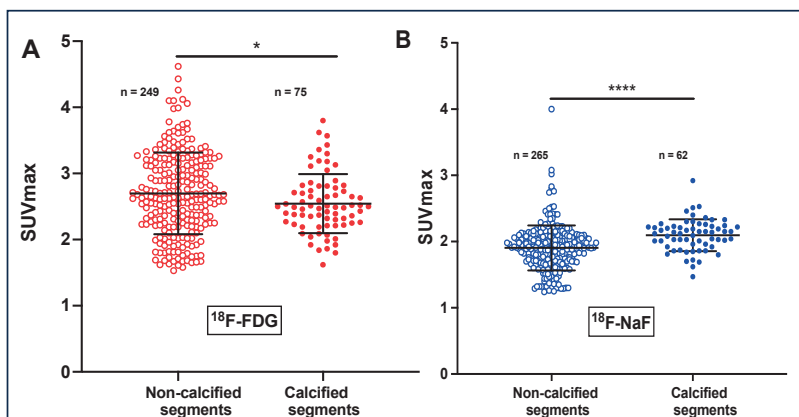 A
*
n = 249
n = 75
SUVmax
5
4
3
2
1
0
¹⁸F-FDG
Non-calcified
segments
Calcified
segments
B
****
n = 265
n = 62
SUVmax
5
4
3
2
1
0
¹⁸F-NaF
Non-calcified
segments
Calcified
segments